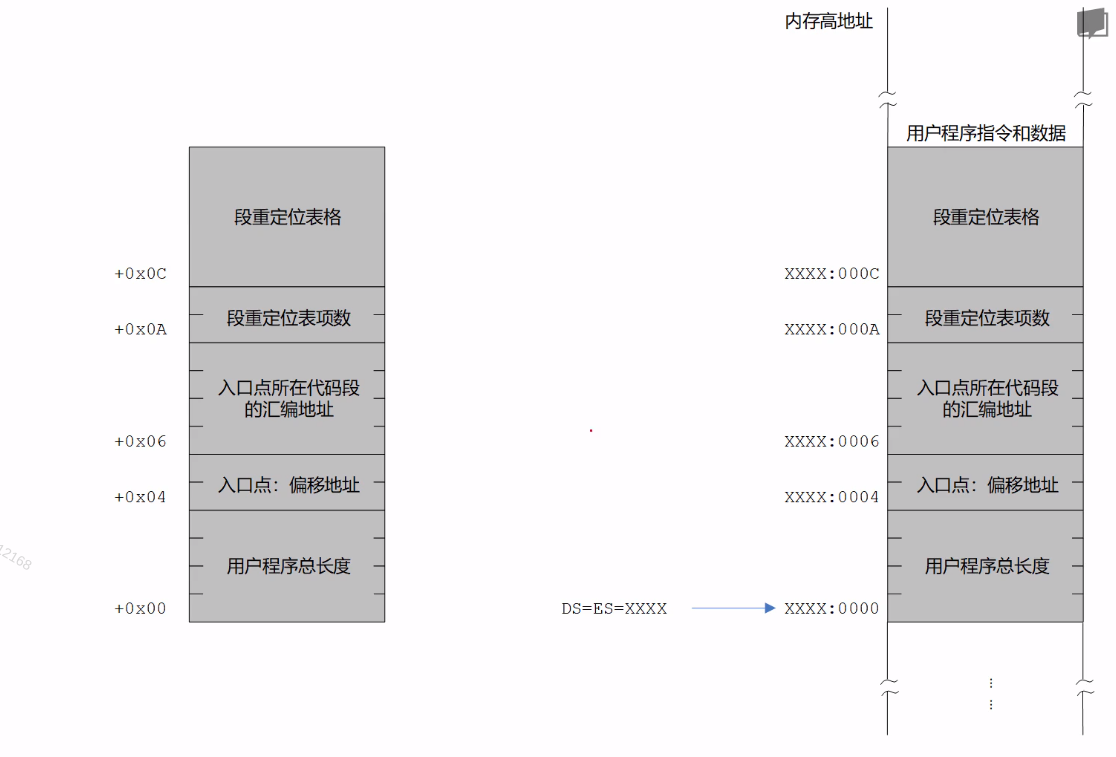 内存高地址
用户程序指令和数据
段重定位表格
+0x0C
段重定位表项数
+0x0A
入口点所在代码段
的汇编地址
+0x06
入口点：偏移地址
+0x04
用户程序总长度
+0x00
段重定位表格
XXXX:000C
段重定位表项数
XXXX:000A
入口点所在代码段
的汇编地址
XXXX:0006
入口点：偏移地址
XXXX:0004
用户程序总长度
DS=ES=XXXX
XXXX:0000
12168